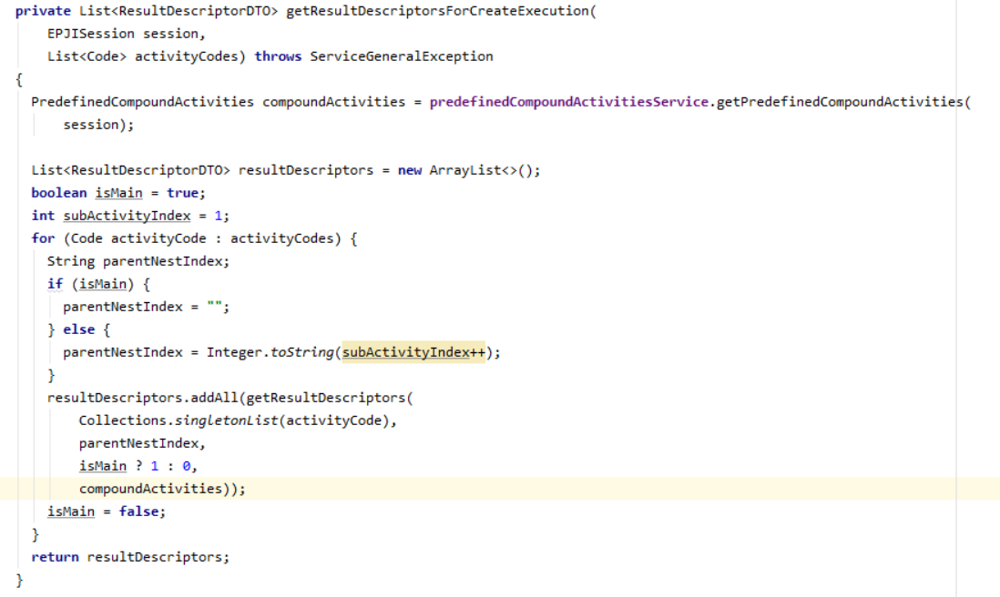 private List<ResultDescriptorDTO> getResultDescriptorsForCreateExecution(
    EPJISession session,
    List<Code> activityCodes) throws ServiceGeneralException
{
  PredefinedCompoundActivities compoundActivities = predefinedCompoundActivitiesService.getPredefinedCompoundActivities(
      session);

  List<ResultDescriptorDTO> resultDescriptors = new ArrayList<>();
  boolean isMain = true;
  int subActivityIndex = 1;
  for (Code activityCode : activityCodes) {
    String parentNestIndex;
    if (isMain) {
      parentNestIndex = "";
    } else {
      parentNestIndex = Integer.toString(subActivityIndex++);
    }
    resultDescriptors.addAll(getResultDescriptors(
        Collections.singletonList(activityCode),
        parentNestIndex,
        isMain ? 1 : 0,
        compoundActivities));
    isMain = false;
  }
  return resultDescriptors;
}